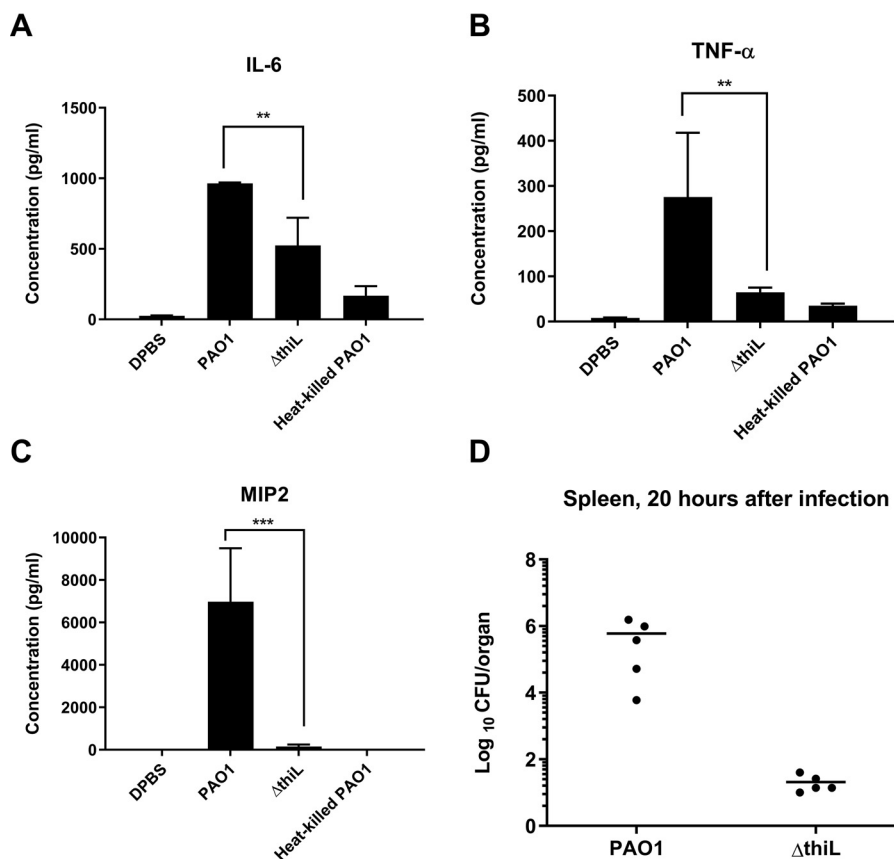 A
IL-6
Concentration (pg/ml)
1500
1000
500
0
**
DPBS
PAO1
ΔthiL
Heat-killed PAO1
B
TNF-α
Concentration (pg/ml)
500
400
300
200
100
0
**
DPBS
PAO1
ΔthiL
Heat-killed PAO1
C
MIP2
Concentration (pg/ml)
10000
8000
6000
4000
2000
0
***
DPBS
PAO1
ΔthiL
Heat-killed PAO1
D
Spleen, 20 hours after infection
Log 10 CFU/organ
8
6
4
2
0
PAO1
ΔthiL